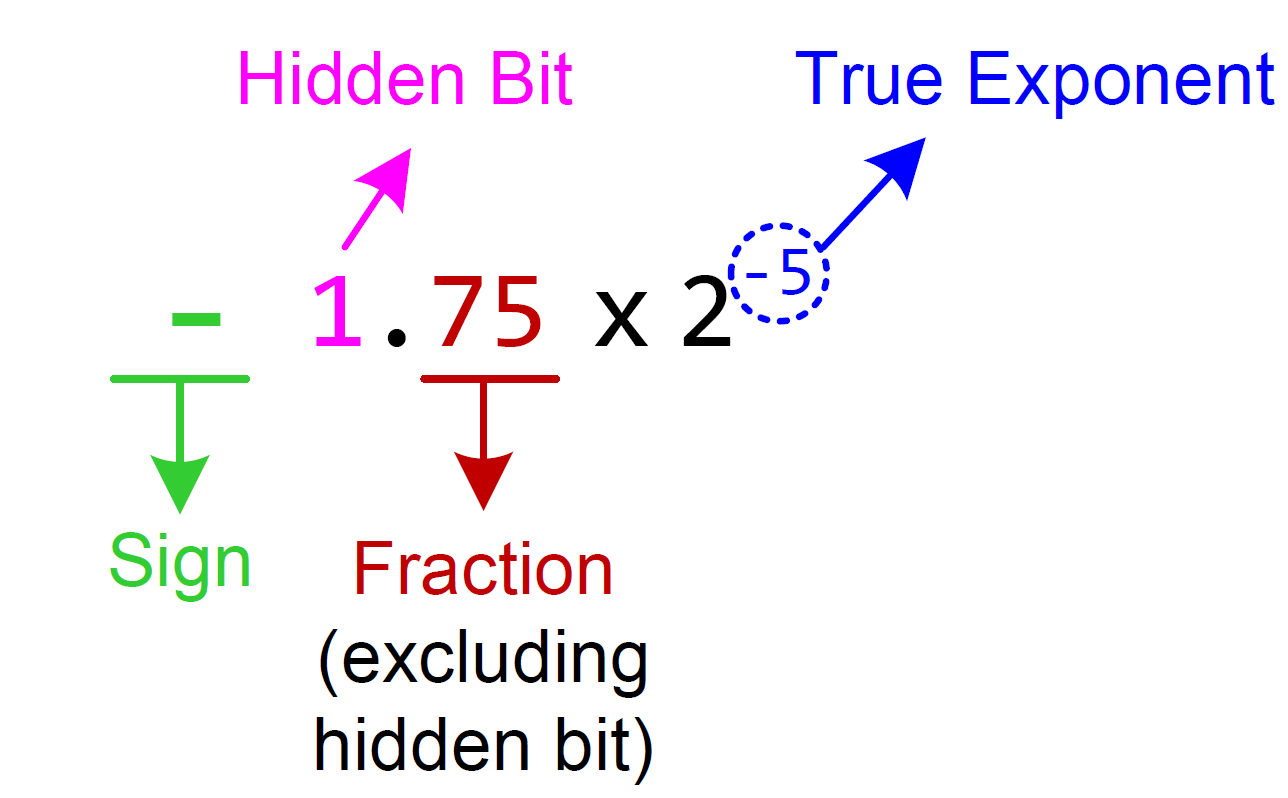 Hidden Bit True Exponent
- 1.75 x 2^-5
Sign Fraction
(excluding
hidden bit)